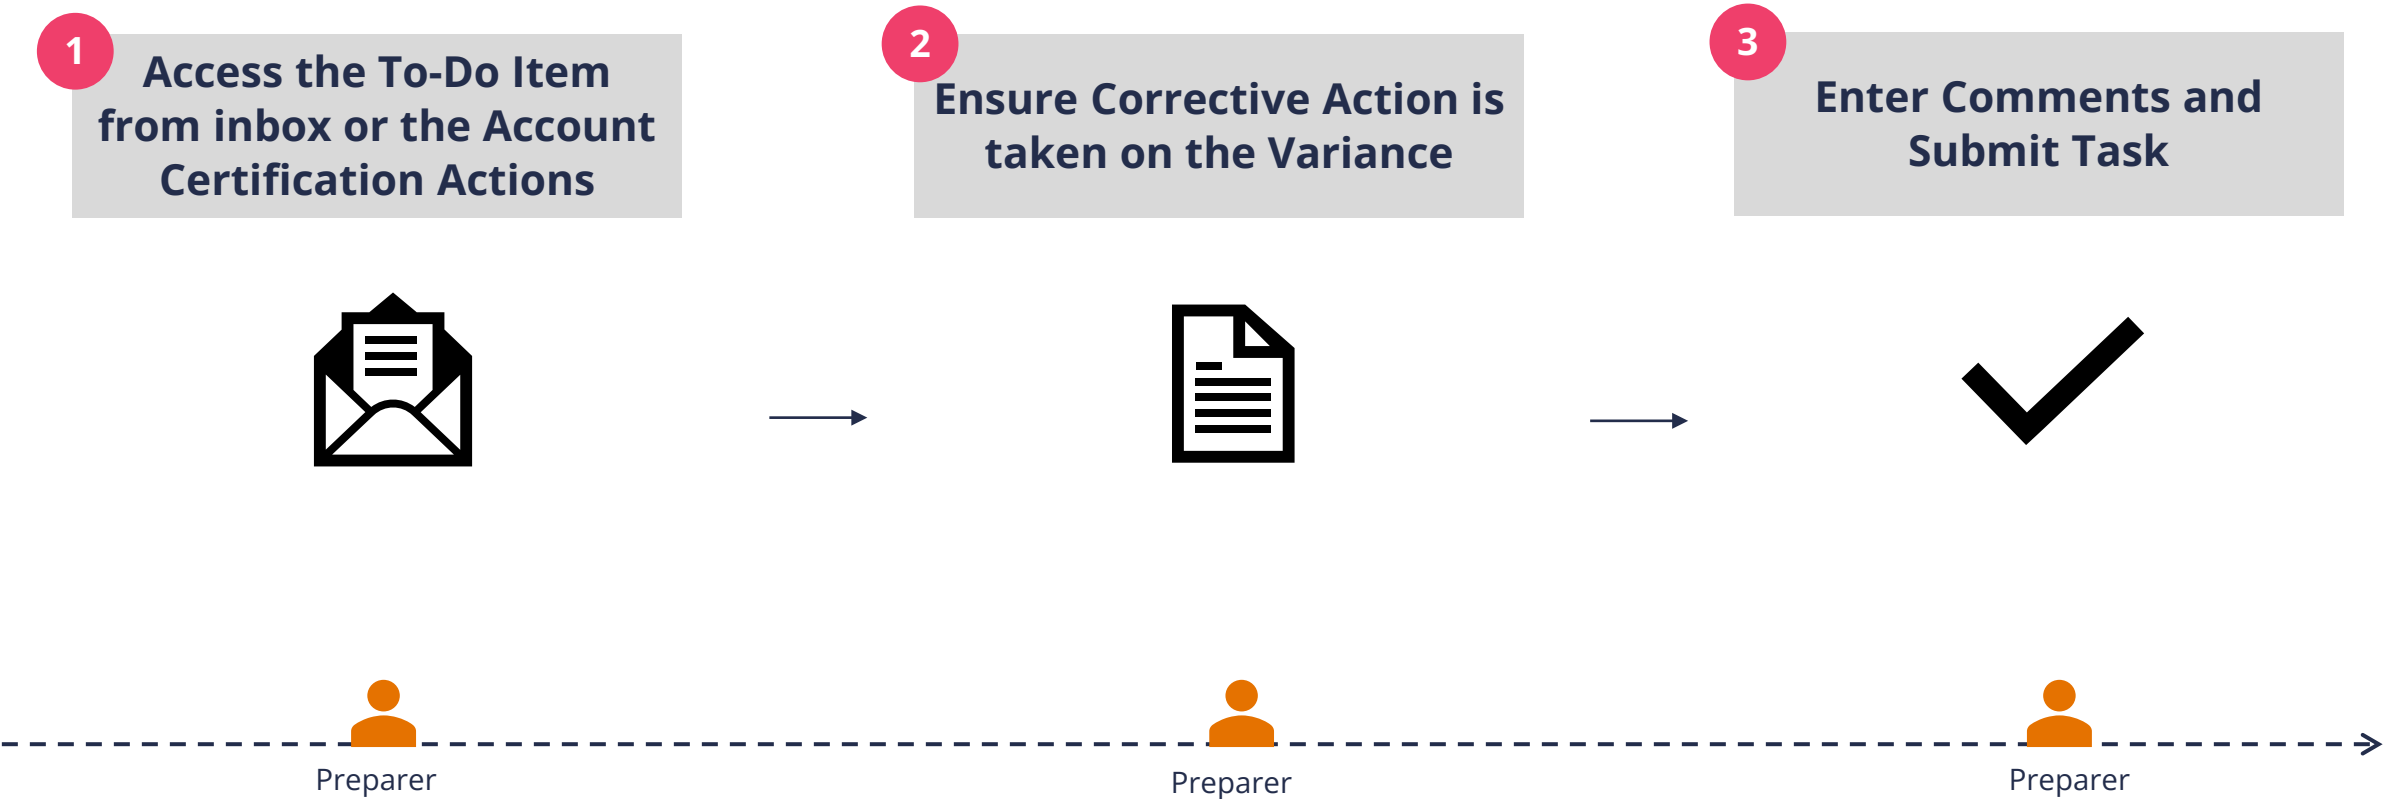 1
Access the To-Do Item
from inbox or the Account
Certification Actions
2
Ensure Corrective Action is
taken on the Variance
3
Enter Comments and
Submit Task
Preparer
Preparer
Preparer